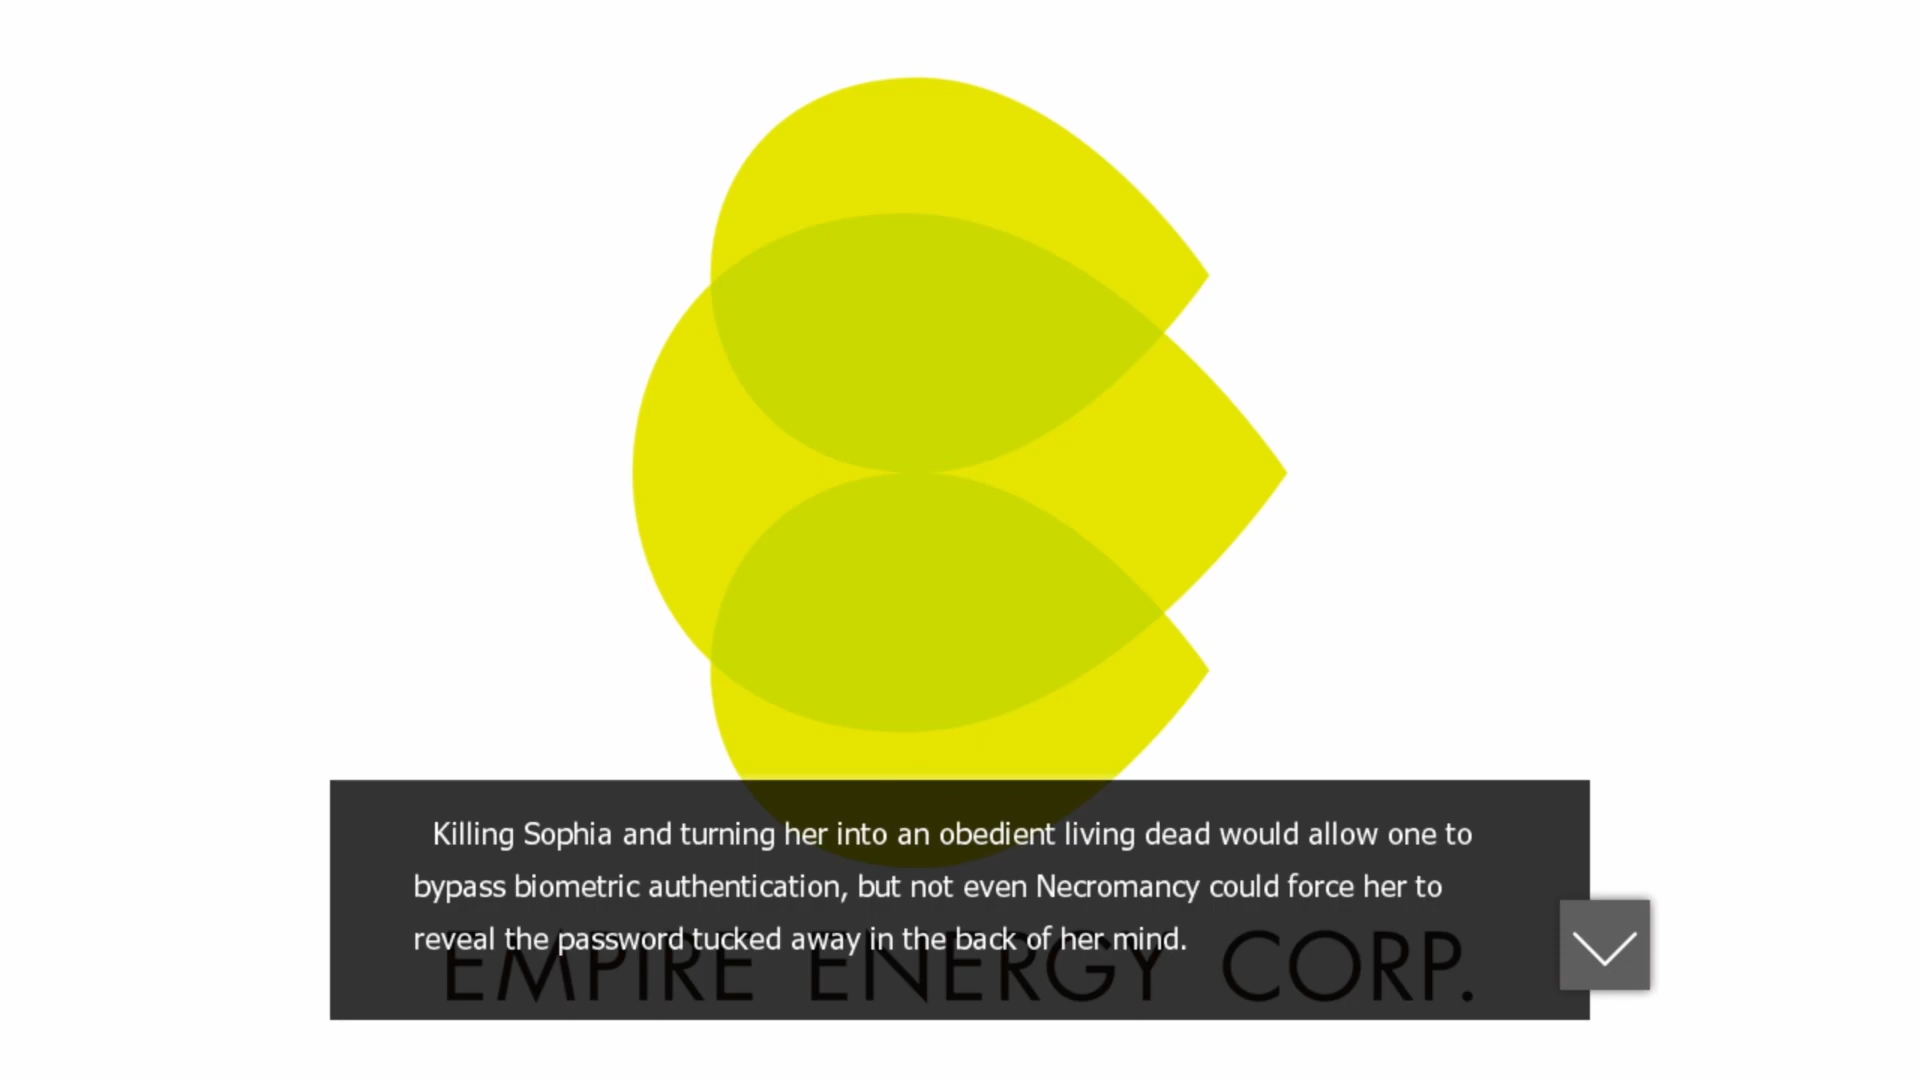 Killing Sophia and turning her into an obedient living dead would allow one to
bypass biometric authentication, but not even Necromancy could force her to
reveal the password tucked away in the back of her mind.
EMPIRE ENERGY CORP.